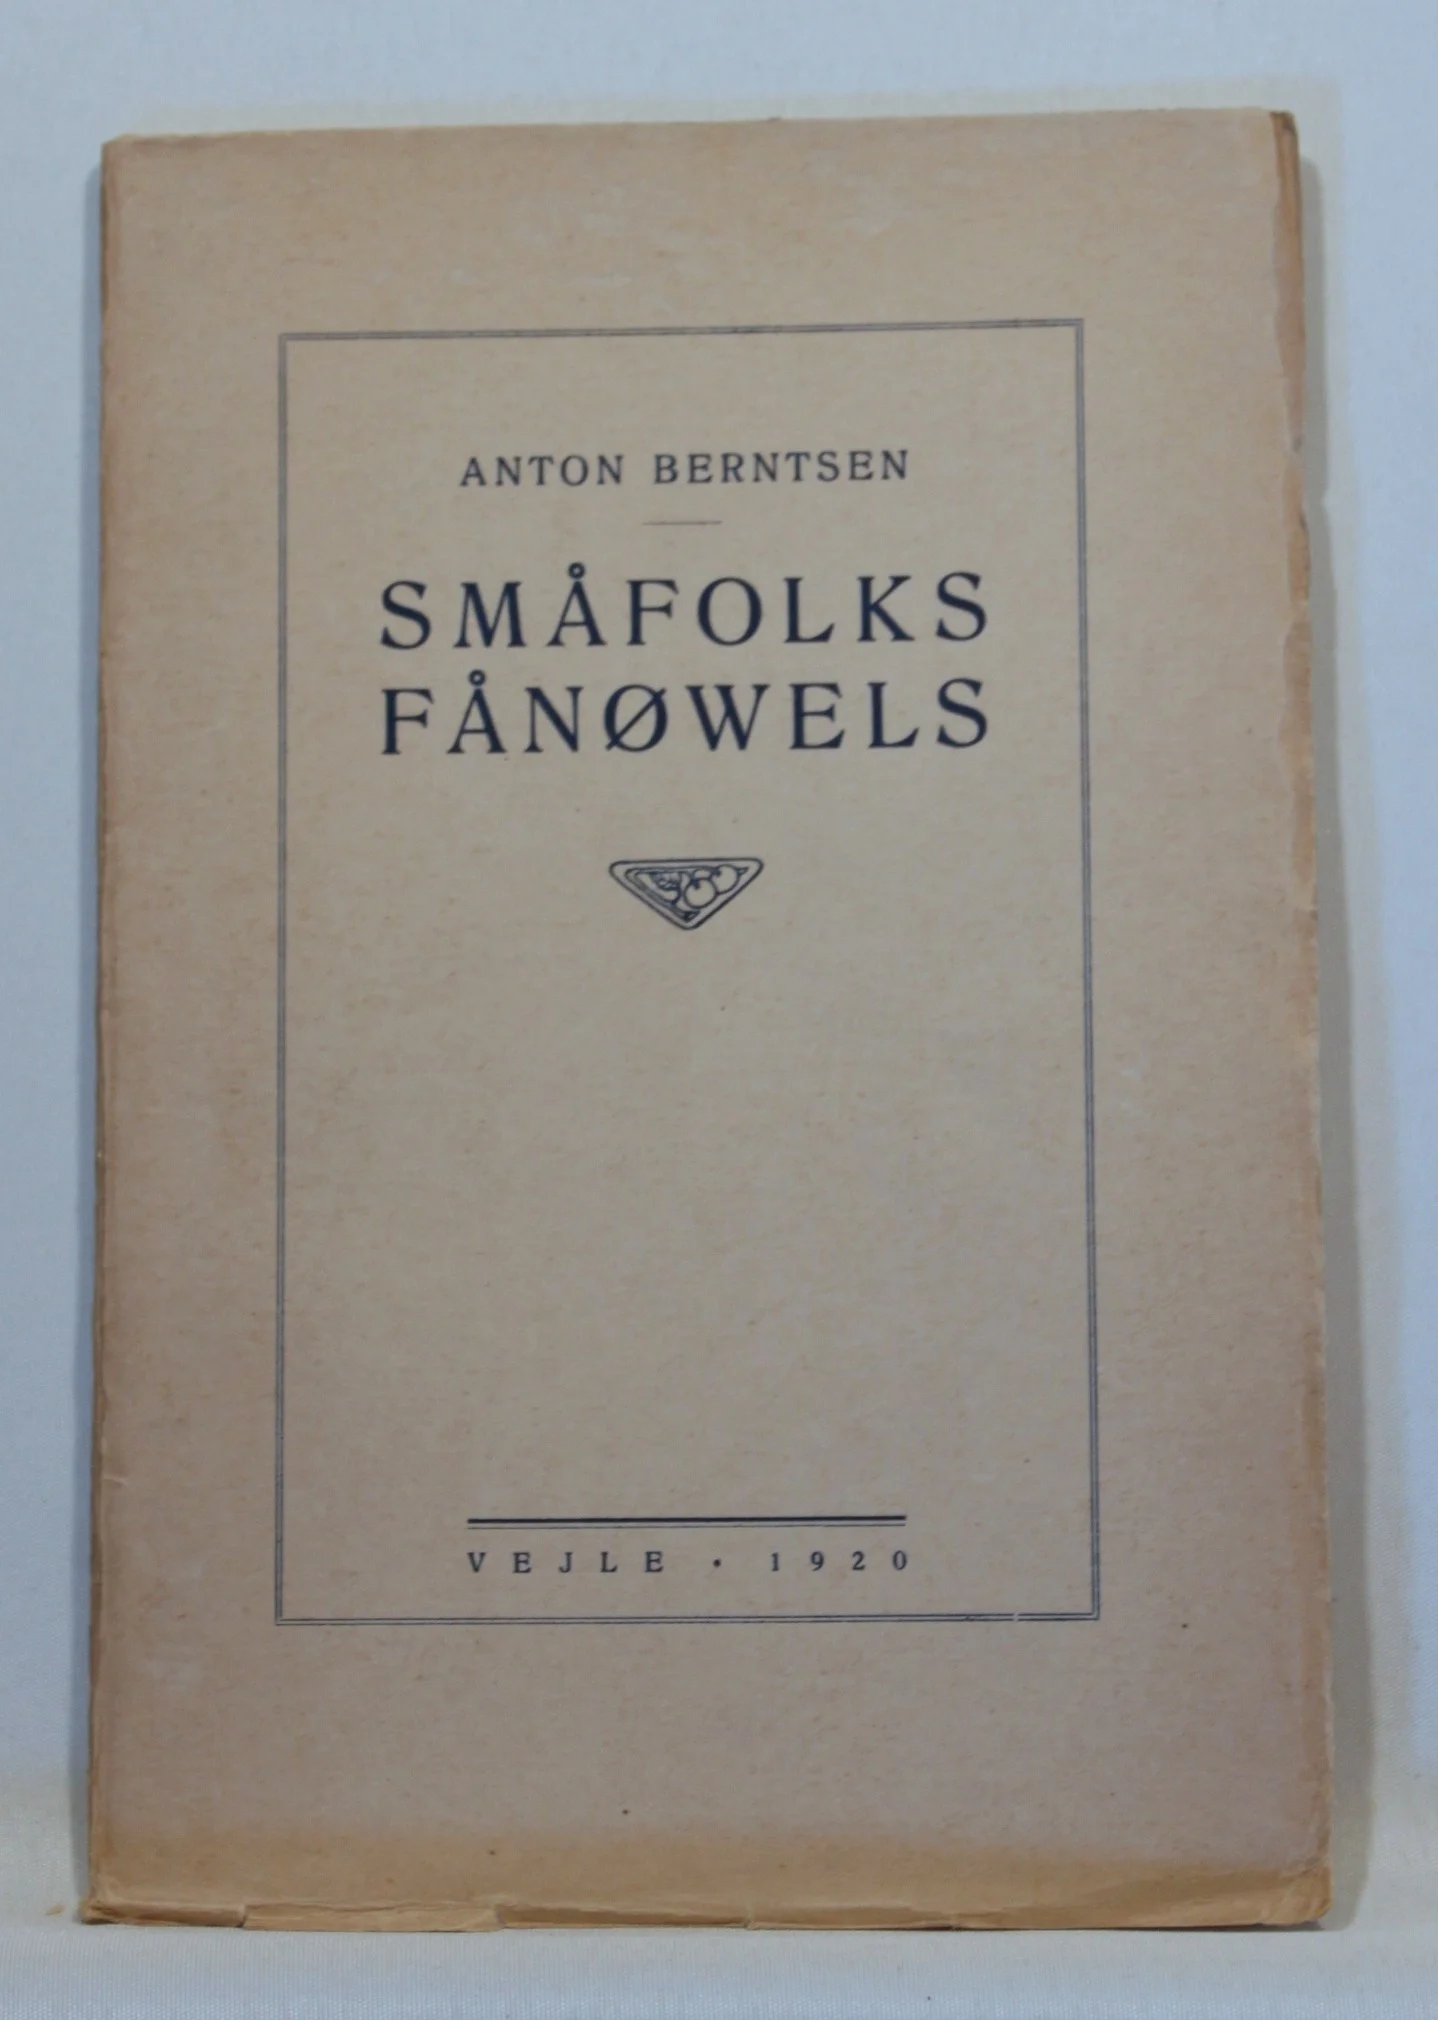 ANTON BERNTSEN
SMÅFOLKS
FÅNØWELS
VEJLE • 1920